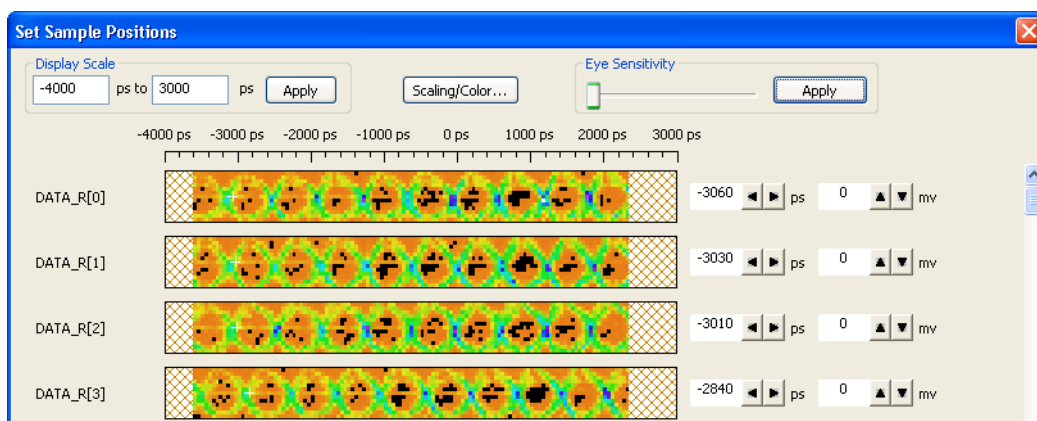 Set Sample Positions
Display Scale
Eye Sensitivity
-4000 ps to 3000 ps Apply Scaling/Color... Apply
-4000 ps -3000 ps -2000 ps -1000 ps 0 ps 1000 ps 2000 ps 3000 ps
DATA_R[0] -3060 ps 0 mv
DATA_R[1] -3030 ps 0 mv
DATA_R[2] -3010 ps 0 mv
DATA_R[3] -2840 ps 0 mv